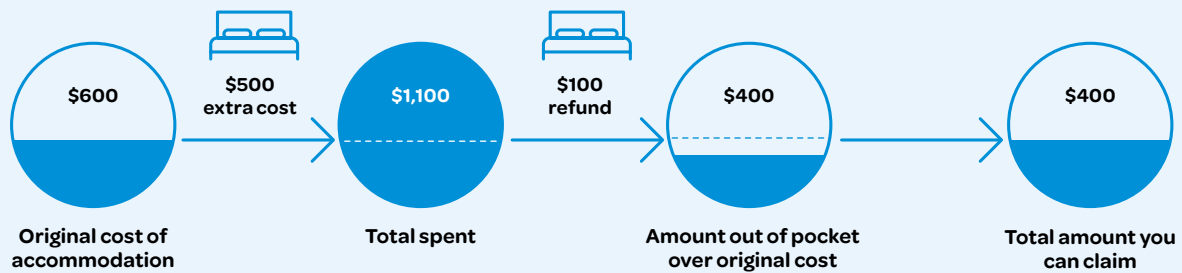 $600
$500
extra cost
$1,100
$100
refund
$400
$400
Original cost of
accommodation
Total spent
Amount out of pocket
over original cost
Total amount you
can claim